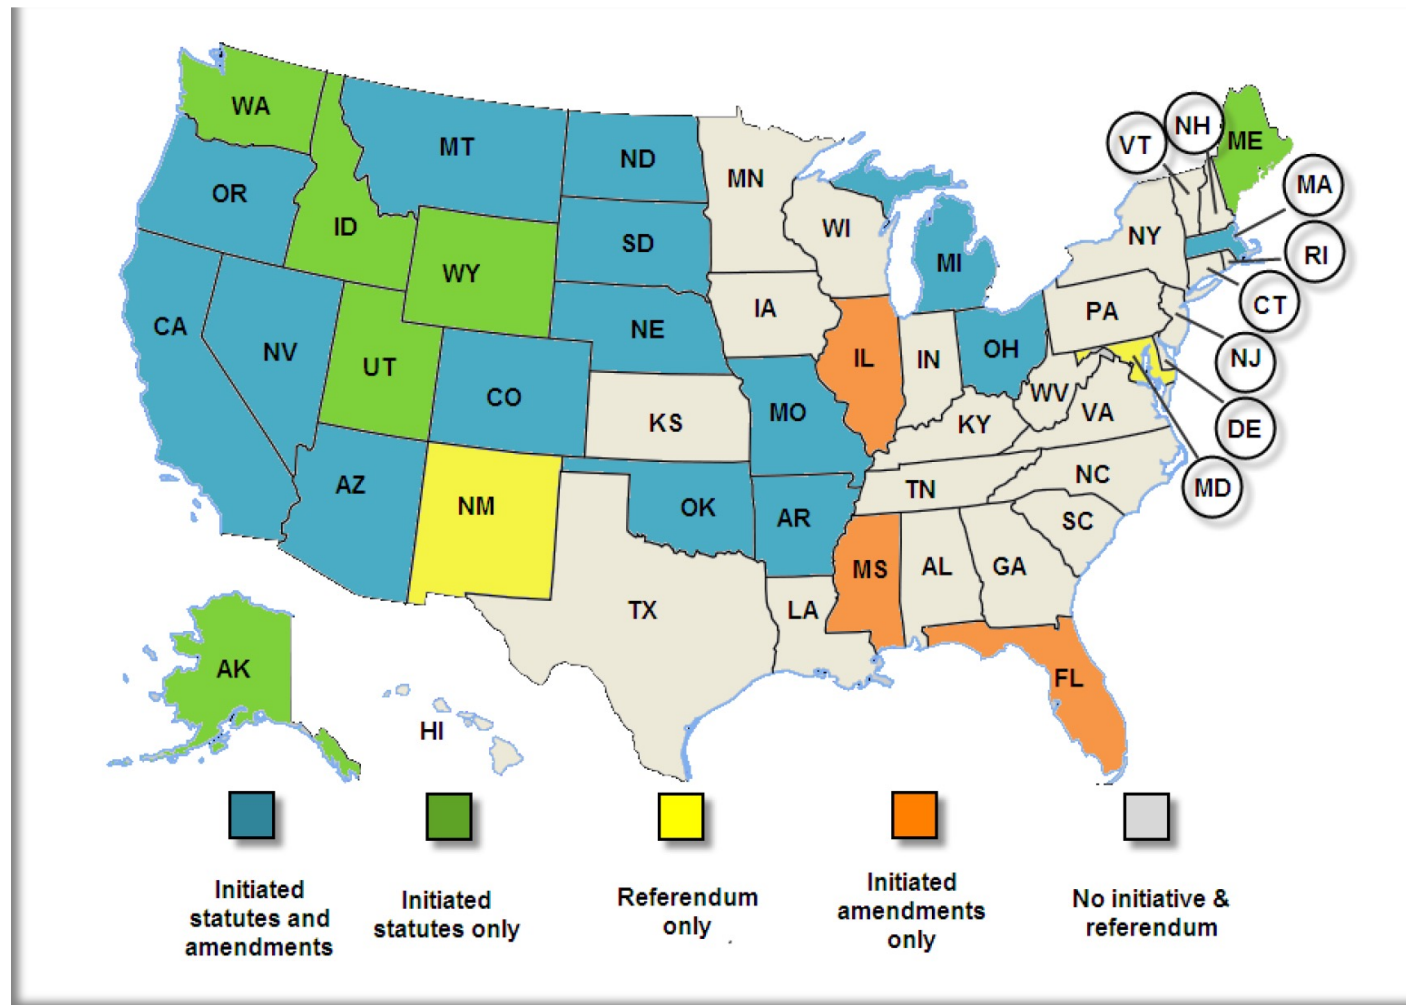 WA
MT
ND
MN
VT
NH
ME
OR
ID
SD
WI
MI
NY
MA
RI
WY
CT
CA
NV
UT
CO
NE
IA
IL
IN
OH
PA
NJ
KS
MO
WV
VA
KY
DE
AZ
NM
OK
AR
TN
NC
SC
MD
MS
AL
GA
TX
LA
AK
HI
FL
Initiated
statutes and
amendments
Initiated
statutes only
Referendum
only
Initiated
amendments
only
No initiative &
referendum